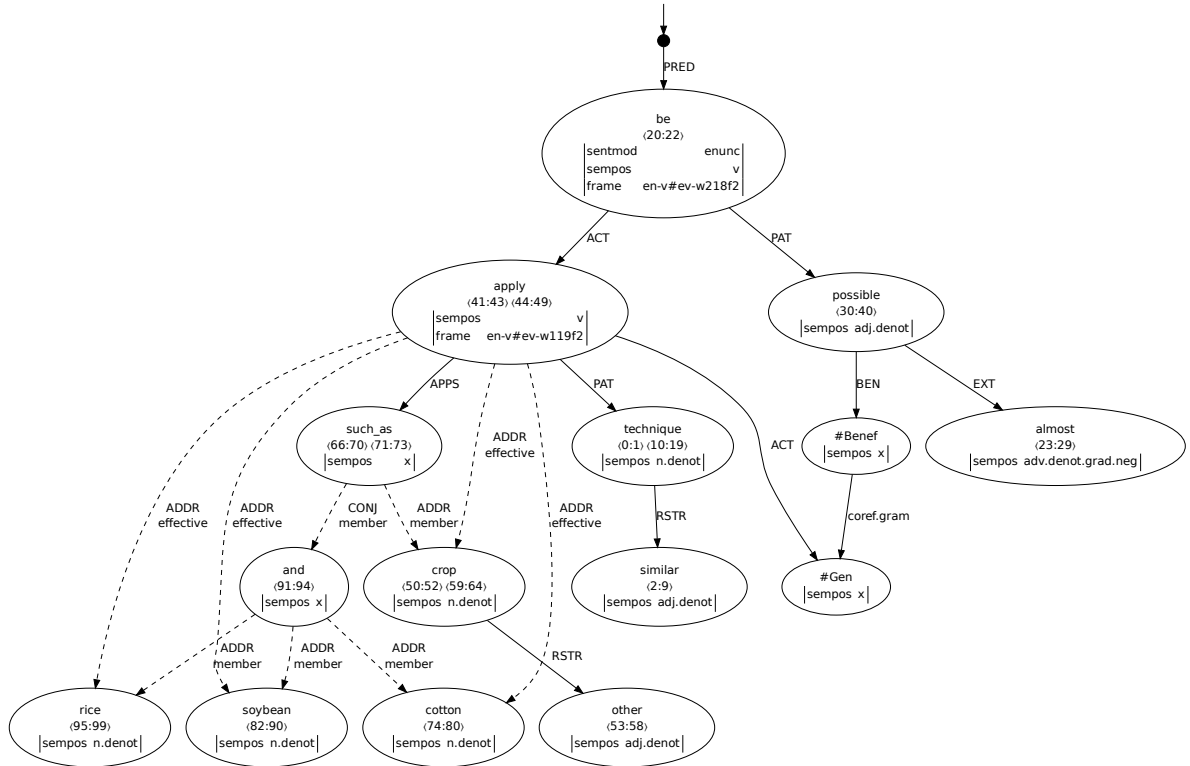 PRED
be
⟨20:22⟩
sentmod enunc
sempos v
frame en-v#ev-w218f2
ACT
PAT
apply
⟨41:43⟩ ⟨44:49⟩
sempos v
frame en-v#ev-w119f2
possible
⟨30:40⟩
sempos adj.denot
APPS
PAT
BEN
EXT
such_as
⟨66:70⟩ ⟨71:73⟩
sempos x
ADDR
effective
technique
⟨0:1⟩ ⟨10:19⟩
sempos n.denot
ACT
#Benef
sempos x
almost
⟨23:29⟩
sempos adv.denot.grad.neg
ADDR
effective
ADDR
effective
CONJ
member
ADDR
member
ADDR
effective
RSTR
coref.gram
and
⟨91:94⟩
sempos x
crop
⟨50:52⟩ ⟨59:64⟩
sempos n.denot
similar
⟨2:9⟩
sempos adj.denot
#Gen
sempos x
ADDR
member
ADDR
member
ADDR
member
RSTR
rice
⟨95:99⟩
sempos n.denot
soybean
⟨82:90⟩
sempos n.denot
cotton
⟨74:80⟩
sempos n.denot
other
⟨53:58⟩
sempos adj.denot